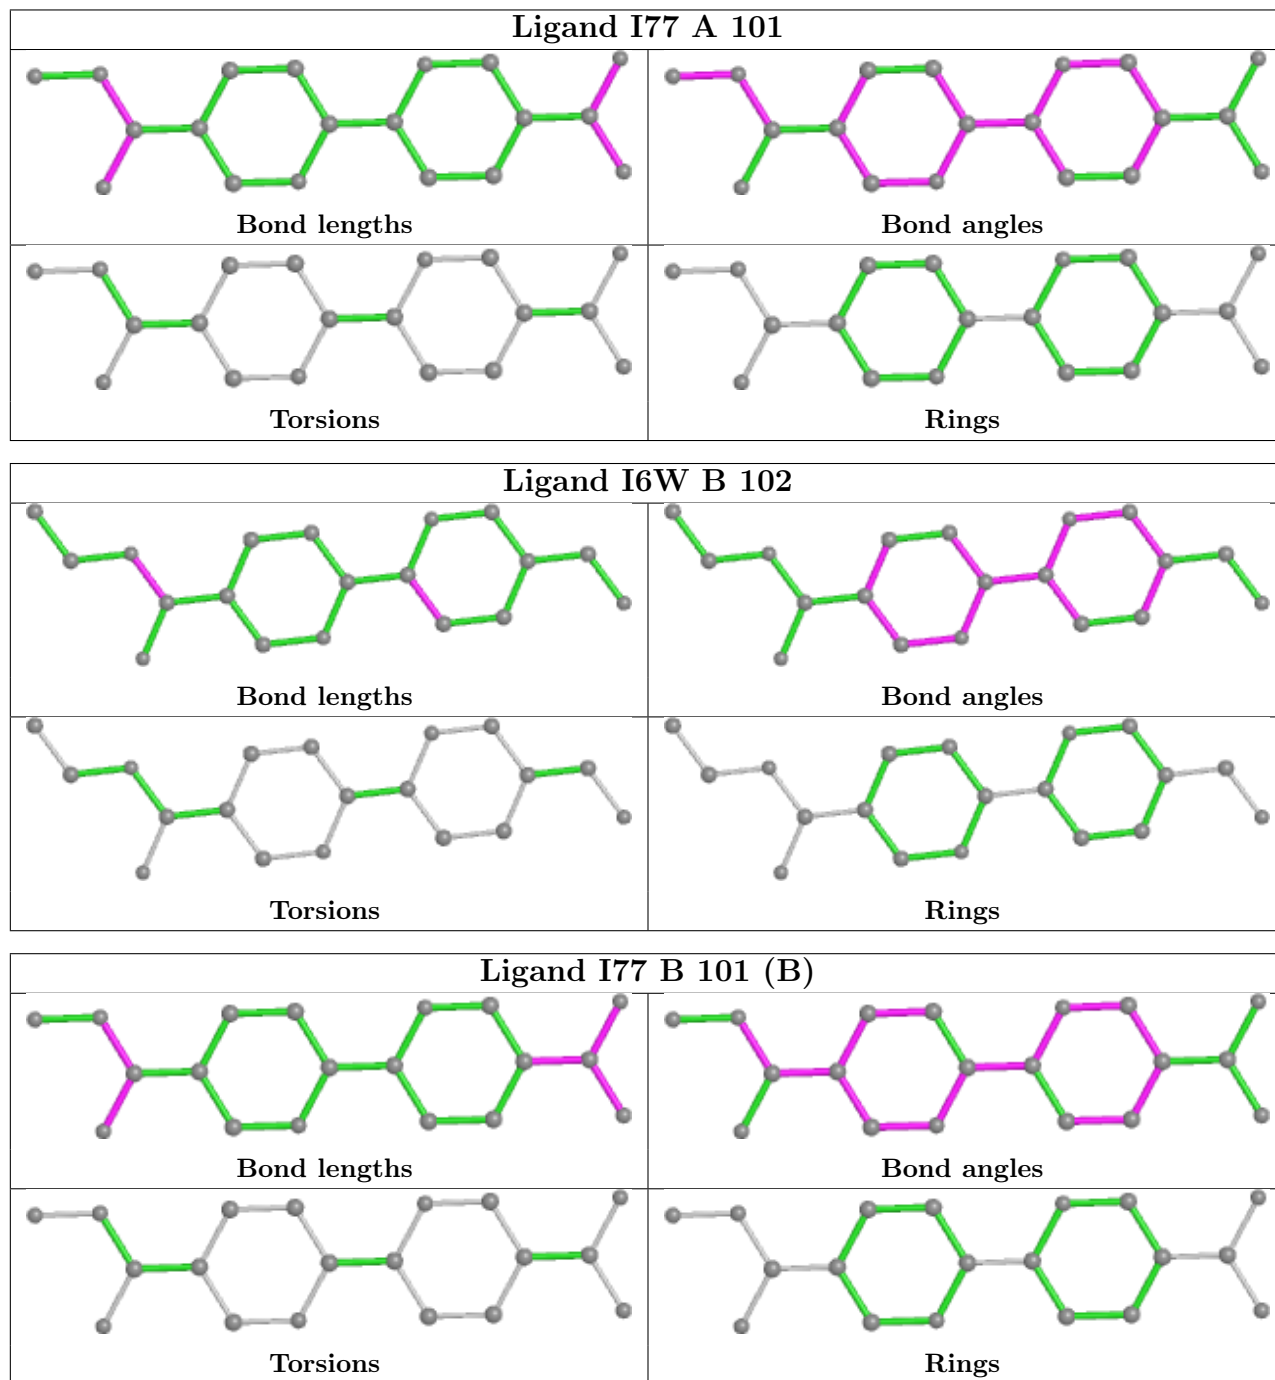 Ligand I77 A 101
Bond lengths
Bond angles
Torsions
Rings
Ligand I6W B 102
Bond lengths
Bond angles
Torsions
Rings
Ligand I77 B 101 (B)
Bond lengths
Bond angles
Torsions
Rings